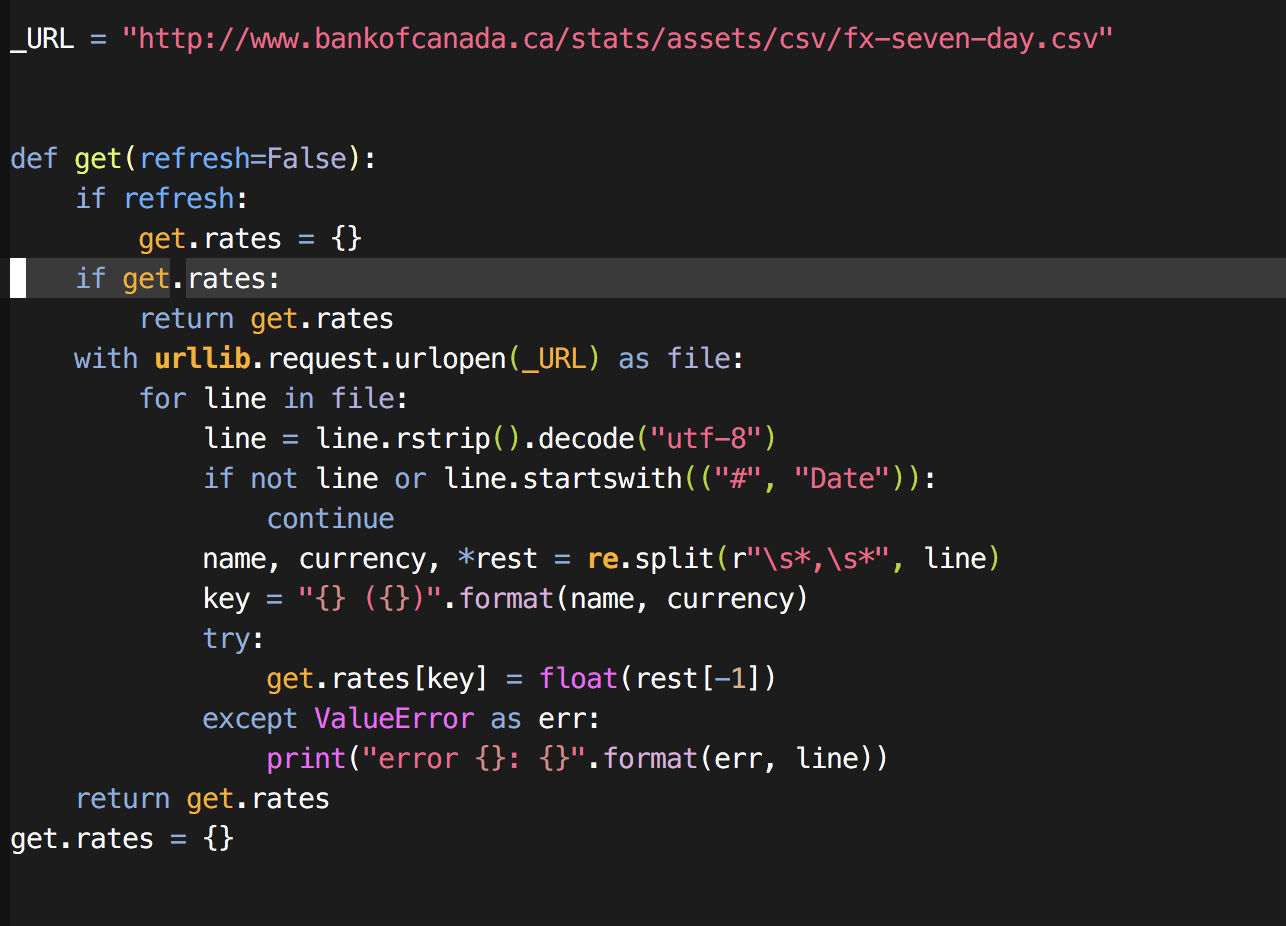 _URL = "http://www.bankofcanada.ca/stats/assets/csv/fx-seven-day.csv"
def get(refresh=False):
    if refresh:
        get.rates = {}
    if get.rates:
        return get.rates
    with urllib.request.urlopen(_URL) as file:
        for line in file:
            line = line.rstrip().decode("utf-8")
            if not line or line.startswith(("#", "Date")):
                continue
            name, currency, *rest = re.split(r"\s*,\s*", line)
            key = "{} ({})".format(name, currency)
            try:
                get.rates[key] = float(rest[-1])
            except ValueError as err:
                print("error {}: {}".format(err, line))
    return get.rates
get.rates = {}